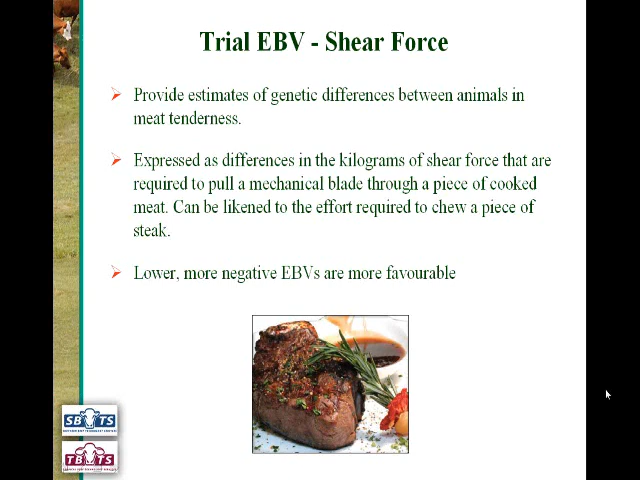 Trial EBV - Shear Force
Provide estimates of genetic differences between animals in
meat tenderness.
Expressed as differences in the kilograms of shear force that are
required to pull a mechanical blade through a piece of cooked
meat. Can be likened to the effort required to chew a piece of
steak.
Lower, more negative EBVs are more favourable
SBTS
TBTS